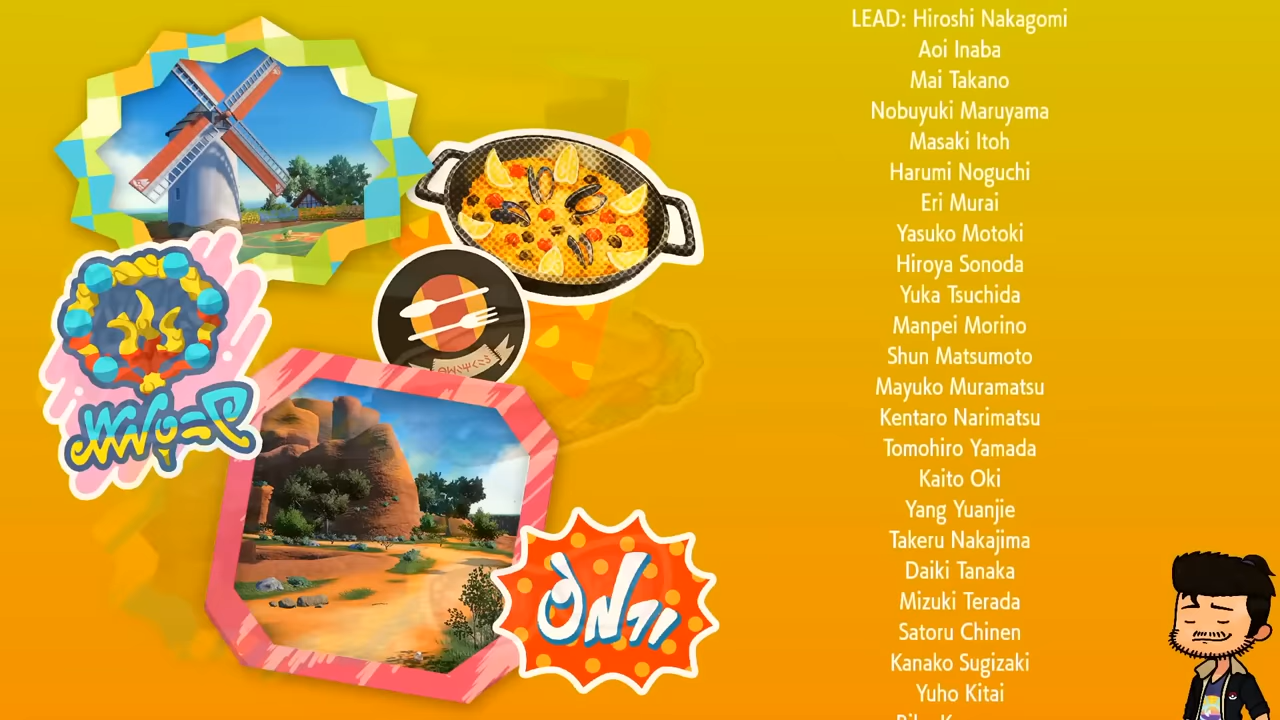 LEAD: Hiroshi Nakagomi
Aoi Inaba
Mai Takano
Nobuyuki Maruyama
Masaki Itoh
Harumi Noguchi
Eri Murai
Yasuko Motoki
Hiroya Sonoda
Yuka Tsuchida
Manpei Morino
Shun Matsumoto
Mayuko Muramatsu
Kentaro Narimatsu
Tomohiro Yamada
Kaito Oki
Yang Yuanjie
Takeru Nakajima
Daiki Tanaka
Mizuki Terada
Satoru Chinen
Kanako Sugizaki
Yuho Kitai